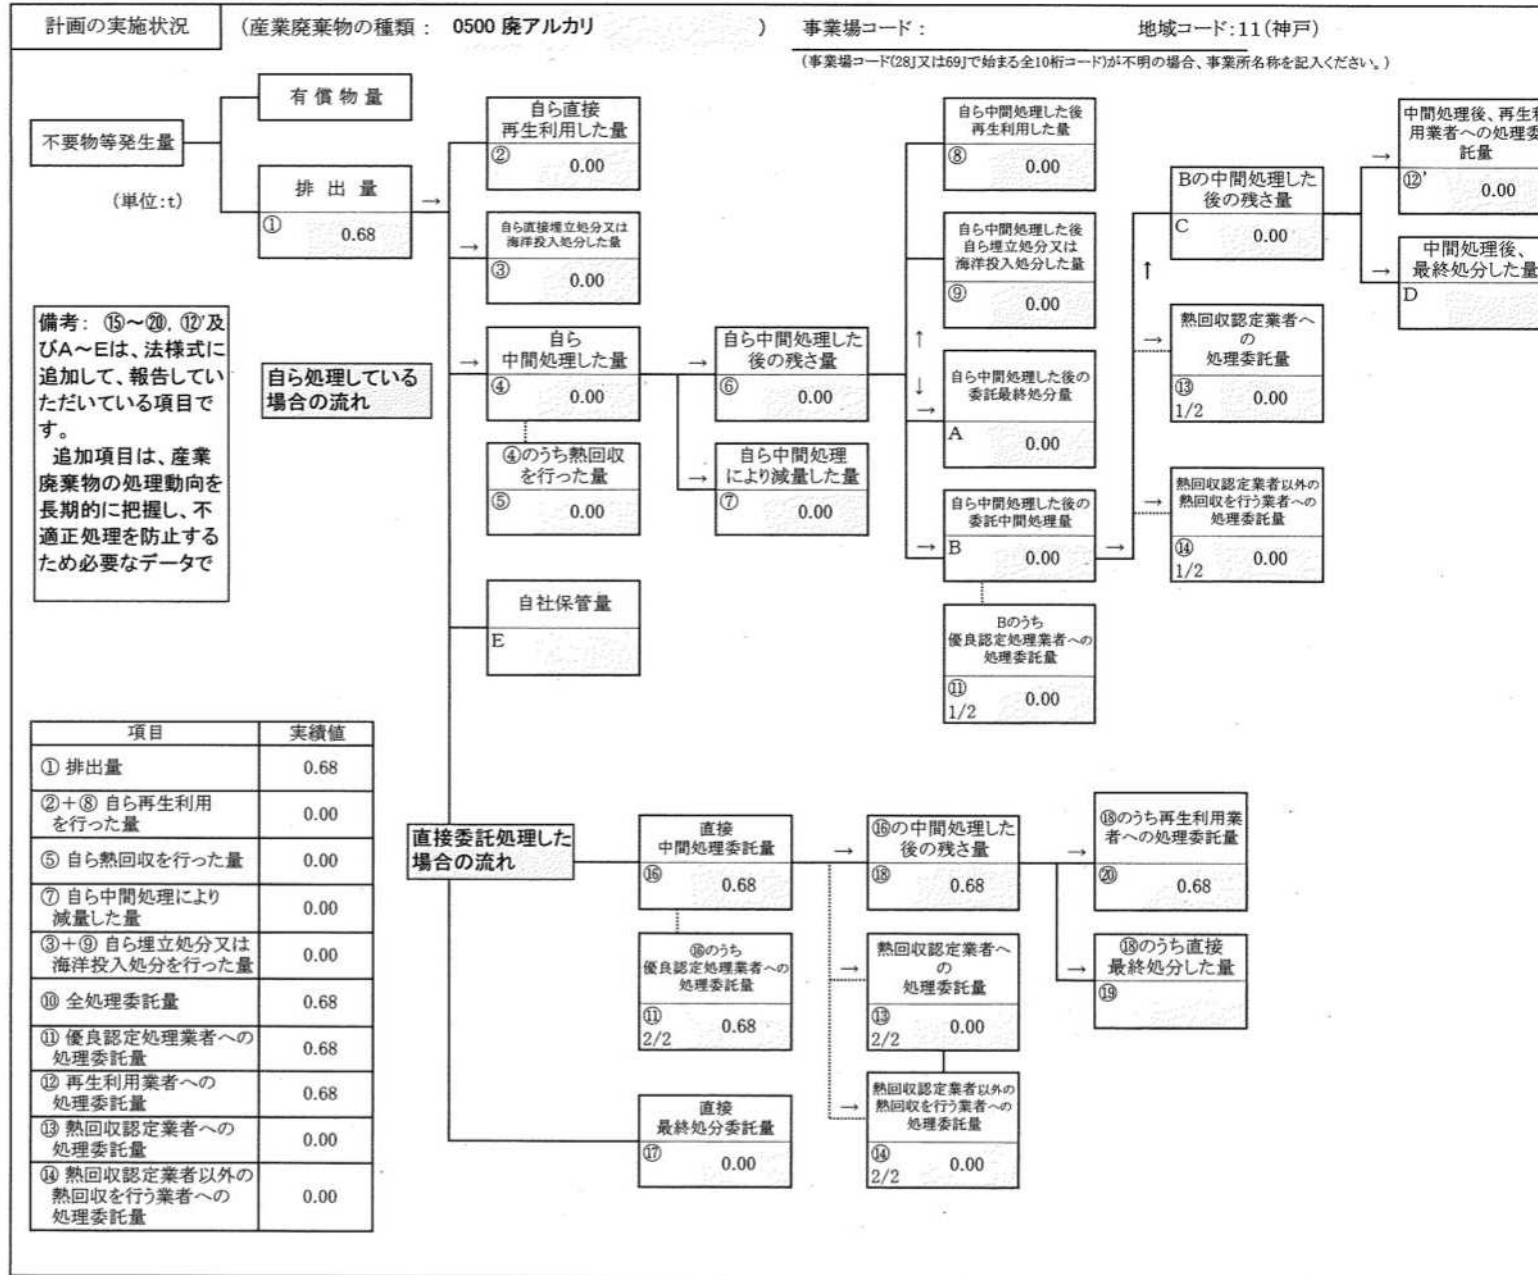 計画の実施状況
(産業廃棄物の種類： 0500 廃アルカリ )
事業場コード：
地域コード:11(神戸)
(事業場コード(28｣又は69｣で始まる全10桁コード)が不明の場合、事業所名称を記入ください。)
不要物等発生量
(単位:t)
有償物量
排出量
→
①
0.68
自ら直接
再生利用した量
②
0.00
→
自ら直接埋立処分又は
海洋投入処分した量
③
0.00
→
自ら
中間処理した量
④
0.00
④のうち熱回収
を行った量
⑤
0.00
→
自ら中間処理した
後の残さ量
⑥
0.00
→
自ら中間処理
により減量した量
⑦
0.00
自社保管量
E
自ら中間処理した後
再生利用した量
⑧
0.00
自ら中間処理した後
自ら埋立処分又は
海洋投入処分した量
⑨
0.00
↑
↓
→
自ら中間処理した後の
委託最終処分量
A
0.00
→
自ら中間処理した後の
委託中間処理量
B
0.00
→
Bのうち
優良認定処理業者への
処理委託量
⑪
1/2
0.00
↑
Bの中間処理した
後の残さ量
C
0.00
→
熱回収認定業者へ
の
処理委託量
⑬
1/2
0.00
→
熱回収認定業者以外の
熱回収を行う業者への
処理委託量
⑭
1/2
0.00
→
中間処理後、再生利
用業者への処理委
託量
⑫'
0.00
→
中間処理後、
最終処分した量
D
備考： ⑮～⑳, ⑫'及
びA～Eは、法様式に
追加して、報告してい
ただいている項目で
す。
追加項目は、産業
廃棄物の処理動向を
長期的に把握し、不
適正処理を防止する
ため必要なデータで
自ら処理している
場合の流れ
項目 実績値
① 排出量 0.68
②＋⑧ 自ら再生利用
を行った量 0.00
⑤ 自ら熱回収を行った量 0.00
⑦ 自ら中間処理により
減量した量 0.00
③＋⑨ 自ら埋立処分又は
海洋投入処分を行った量 0.00
⑩ 全処理委託量 0.68
⑪ 優良認定処理業者への
処理委託量 0.68
⑫ 再生利用業者への
処理委託量 0.68
⑬ 熱回収認定業者への
処理委託量 0.00
⑭ 熱回収認定業者以外の
熱回収を行う業者への
処理委託量 0.00
直接委託処理した
場合の流れ
直接
中間処理委託量
⑯
0.68
⑯のうち
優良認定処理業者への
処理委託量
⑪
2/2
0.68
直接
最終処分委託量
⑰
0.00
→
⑯の中間処理した
後の残さ量
⑱
0.68
→
熱回収認定業者へ
の
処理委託量
⑬
2/2
0.00
→
熱回収認定業者以外の
熱回収を行う業者への
処理委託量
⑭
2/2
0.00
→
⑱のうち再生利用業
者への処理委託量
⑳
0.68
→
⑱のうち直接
最終処分した量
⑲